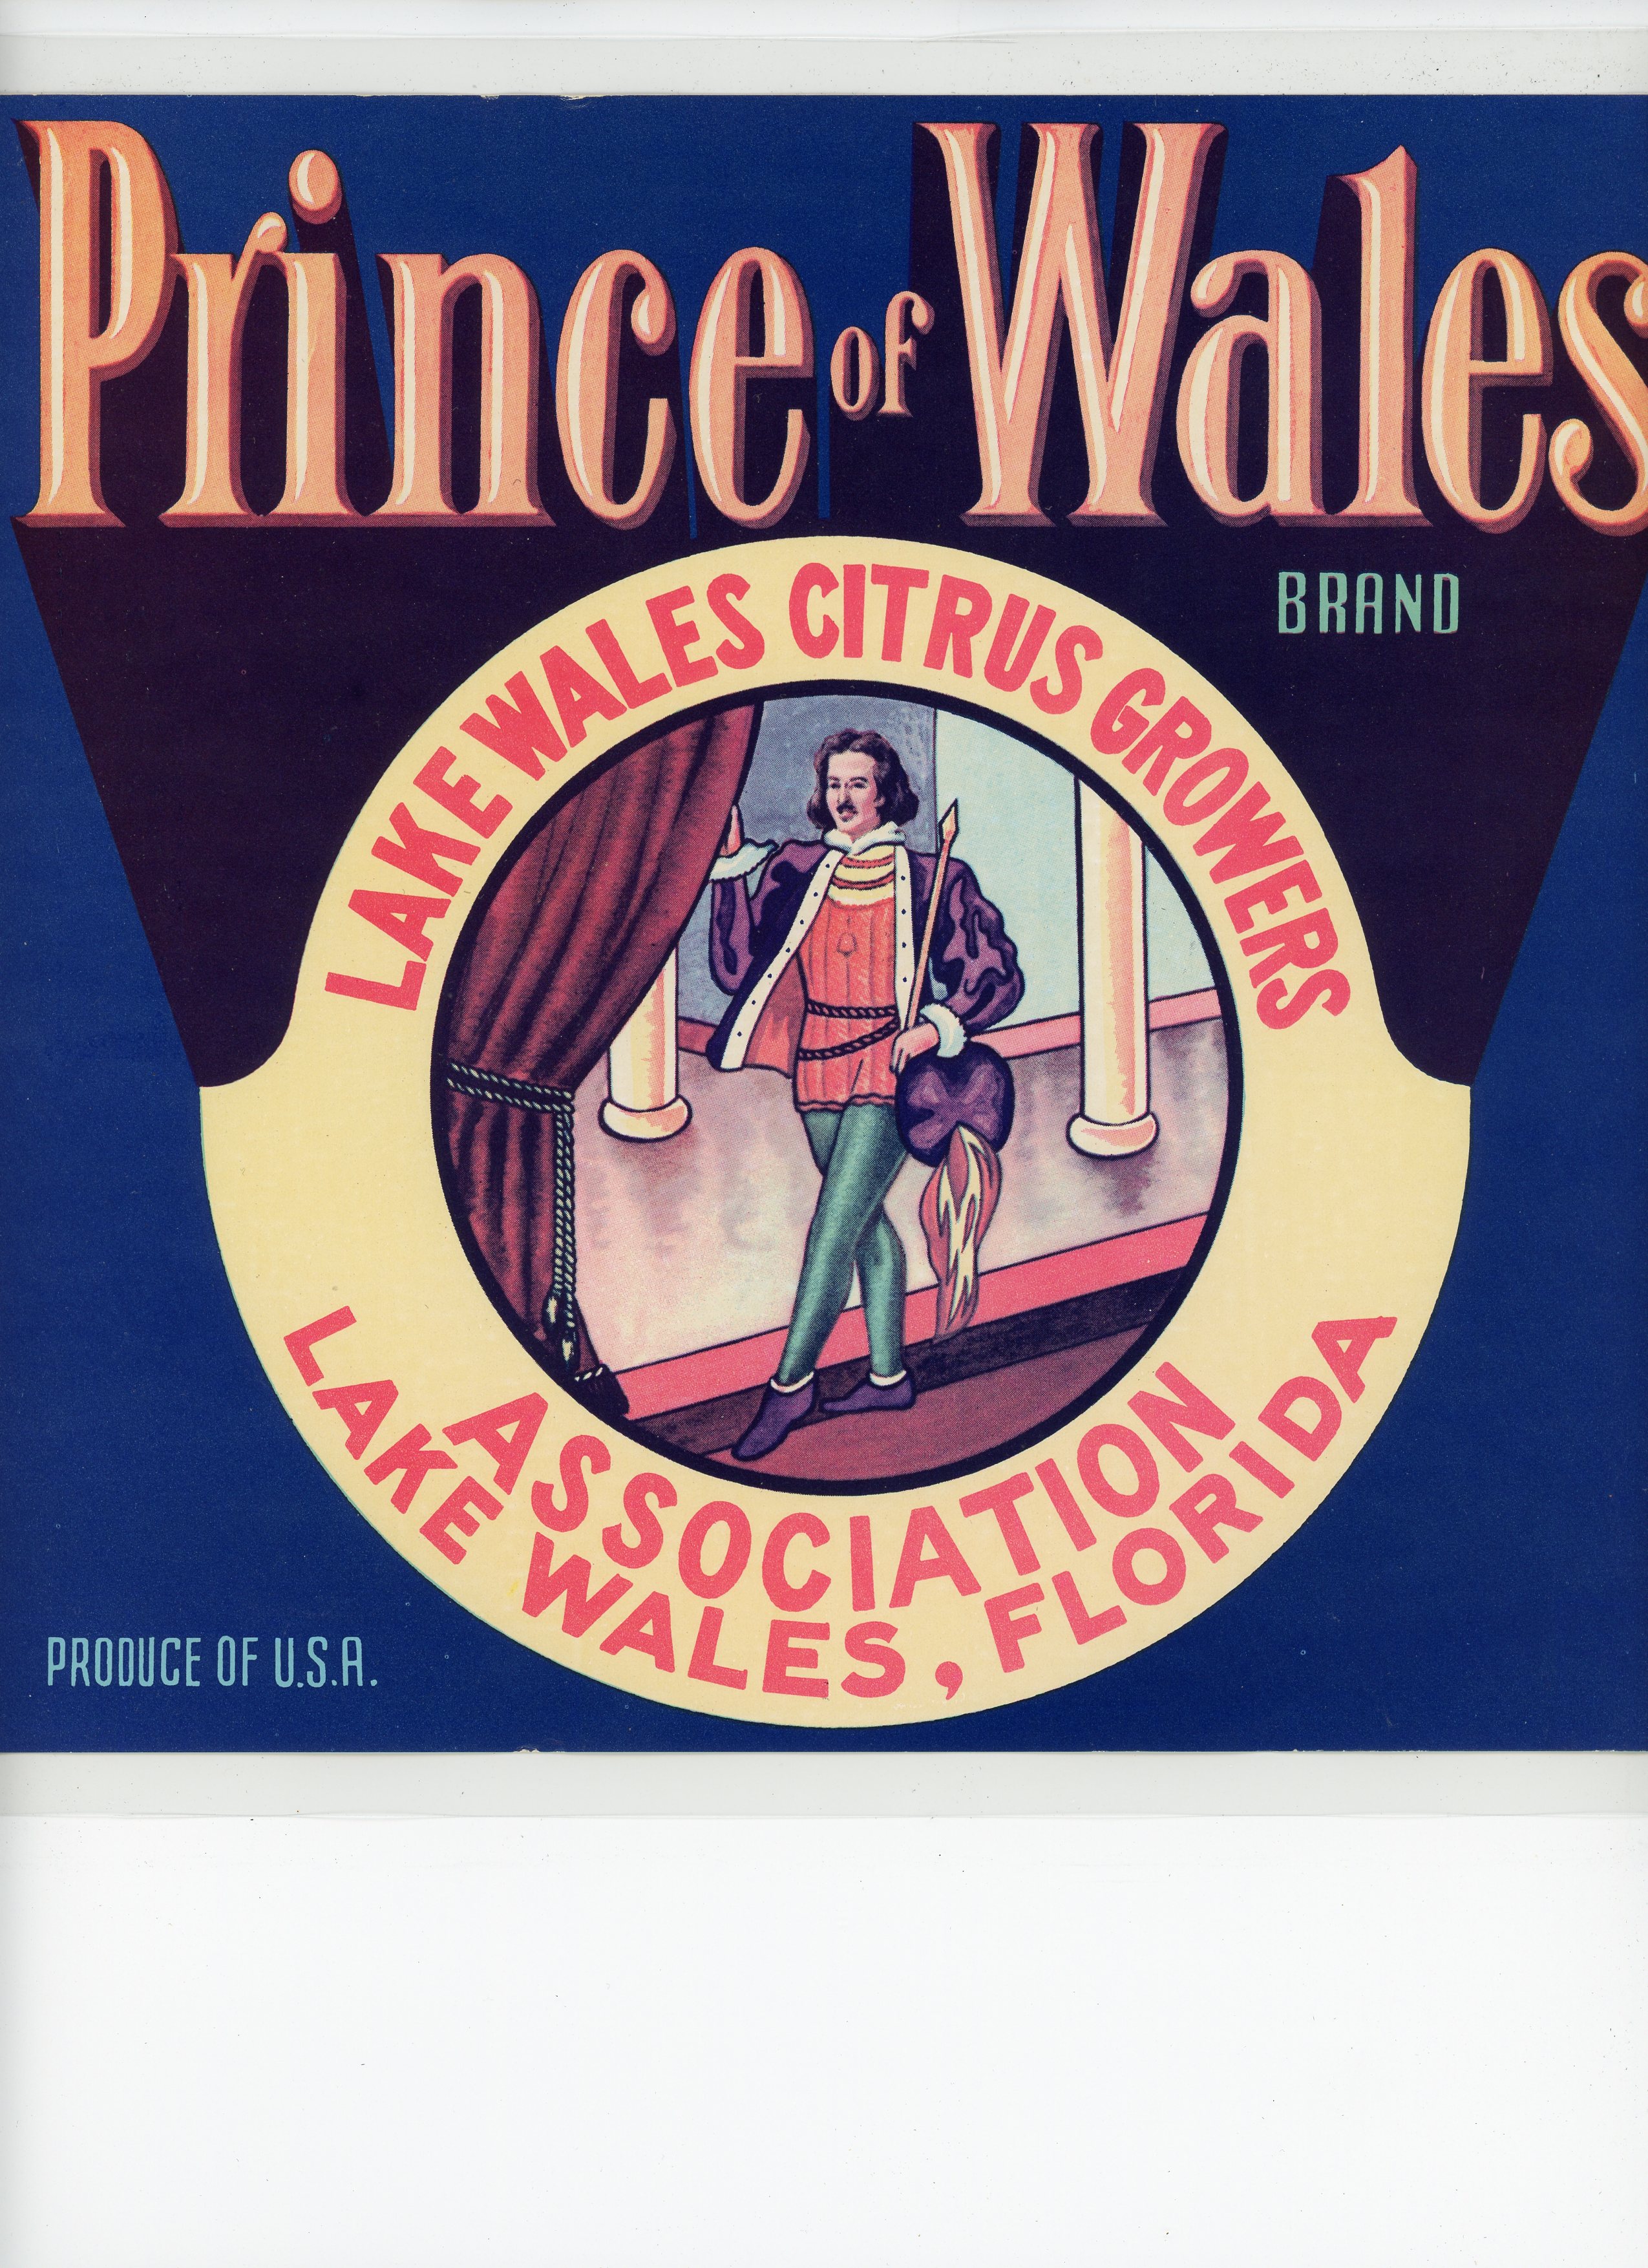 Prince of Wales
BRAND
LAKE WALES CITRUS GROWERS
ASSOCIATION
LAKE WALES, FLORIDA
PRODUCE OF U.S.A.